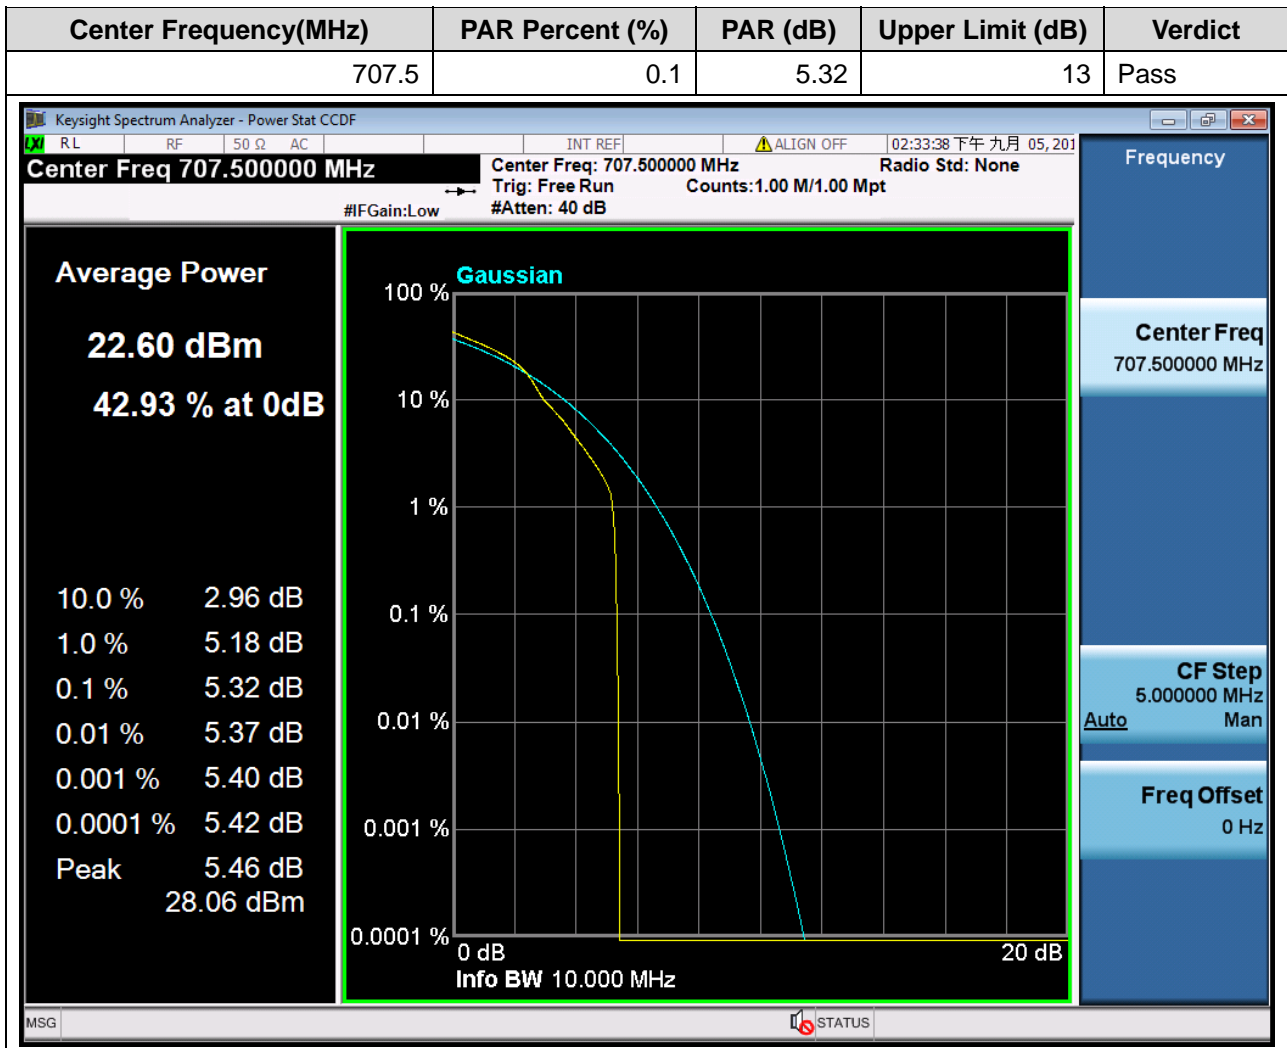 Center Frequency(MHz) PAR Percent (%) PAR (dB) Upper Limit (dB) Verdict
707.5 0.1 5.32 13 Pass
Keysight Spectrum Analyzer - Power Stat CCDF
LXI RL RF 50 Ω AC INT REF ALIGN OFF 02:33:38 下午 九月 05, 201
Center Freq 707.500000 MHz
Center Freq: 707.500000 MHz Radio Std: None
Trig: Free Run Counts:1.00 M/1.00 Mpt
#IFGain:Low #Atten: 40 dB
Average Power
22.60 dBm
42.93 % at 0dB
10.0 % 2.96 dB
1.0 % 5.18 dB
0.1 % 5.32 dB
0.01 % 5.37 dB
0.001 % 5.40 dB
0.0001 % 5.42 dB
Peak 5.46 dB
28.06 dBm
Gaussian
100 %
10 %
1 %
0.1 %
0.01 %
0.001 %
0.0001 %
0 dB 20 dB
Info BW 10.000 MHz
Frequency
Center Freq
707.500000 MHz
CF Step
5.000000 MHz
Auto Man
Freq Offset
0 Hz
MSG STATUS